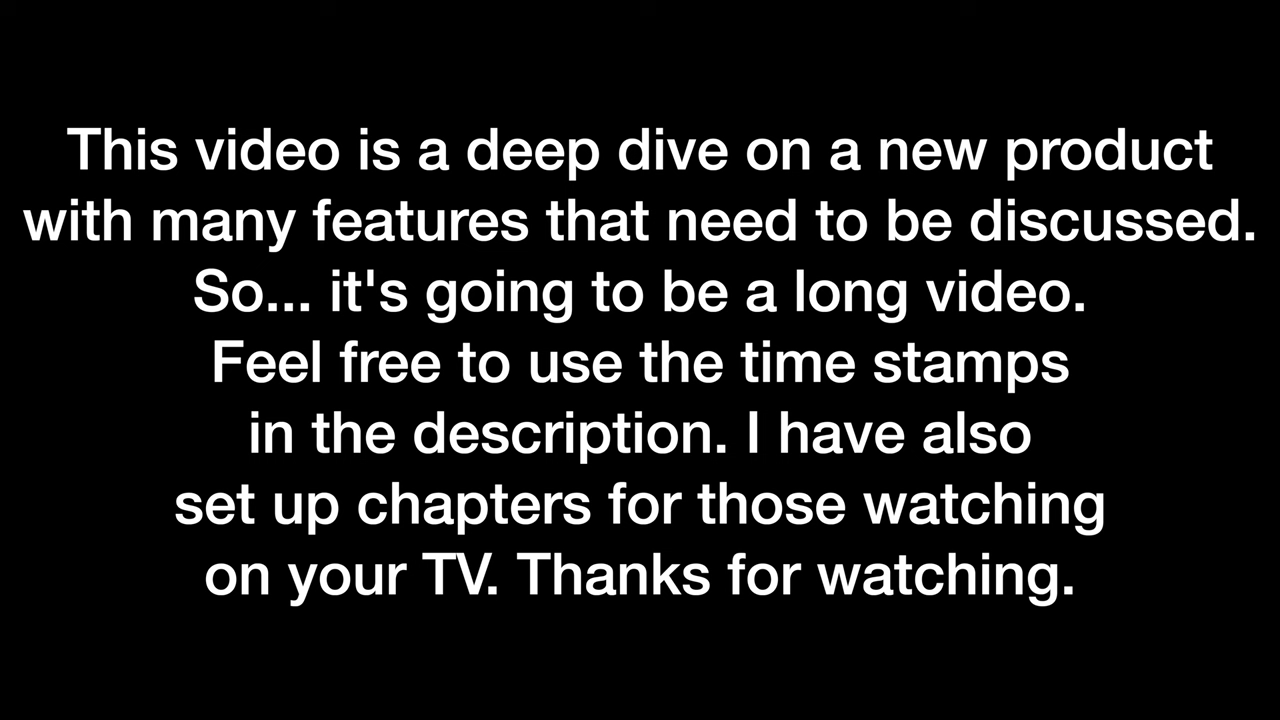 This video is a deep dive on a new product
with many features that need to be discussed.
So... it's going to be a long video.
Feel free to use the time stamps
in the description. I have also
set up chapters for those watching
on your TV. Thanks for watching.